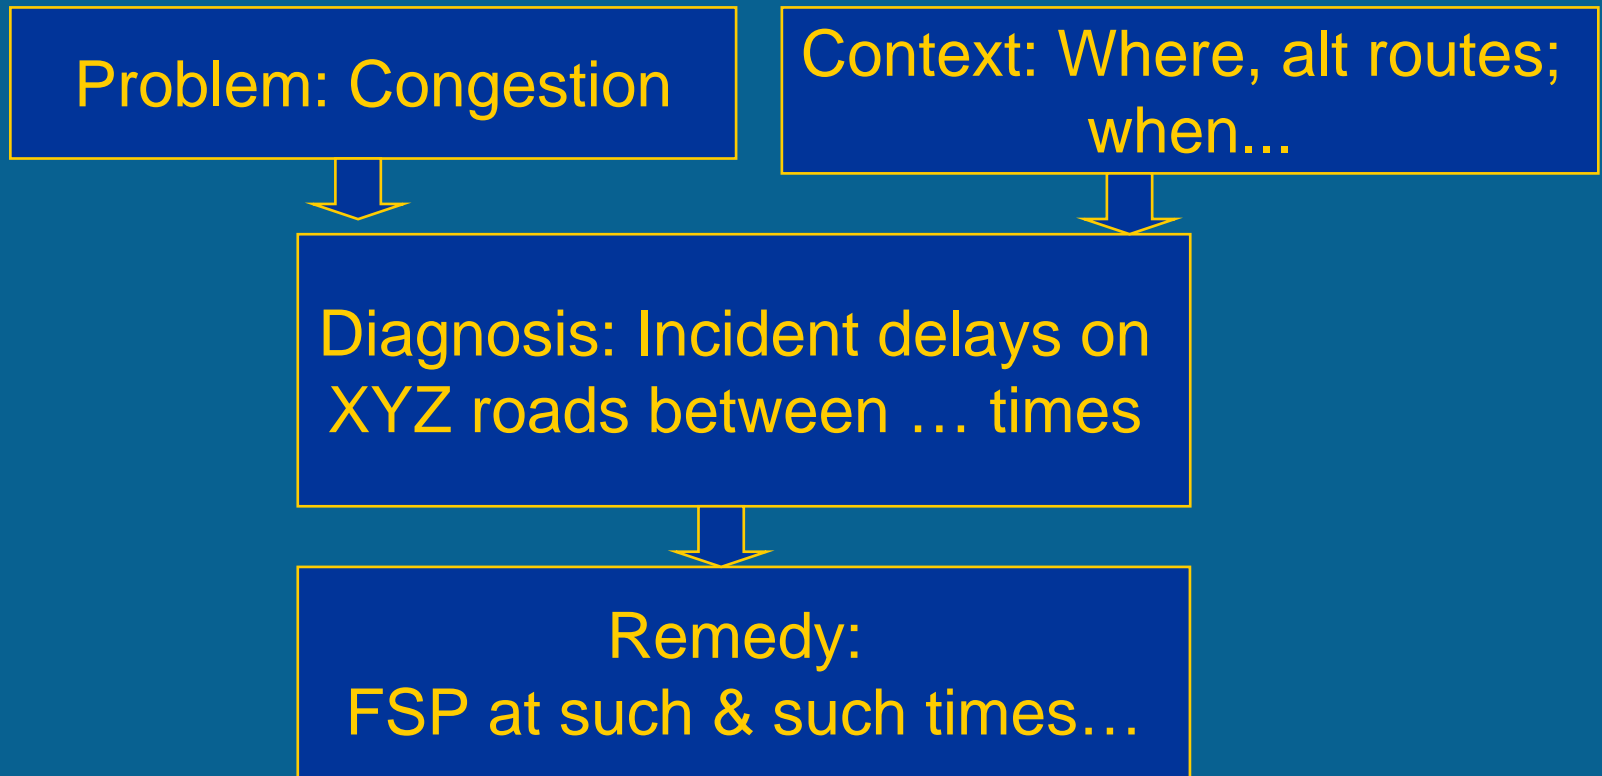 Problem: Congestion
Context: Where, alt routes;
when...
Diagnosis: Incident delays on
XYZ roads between … times
Remedy:
FSP at such & such times…